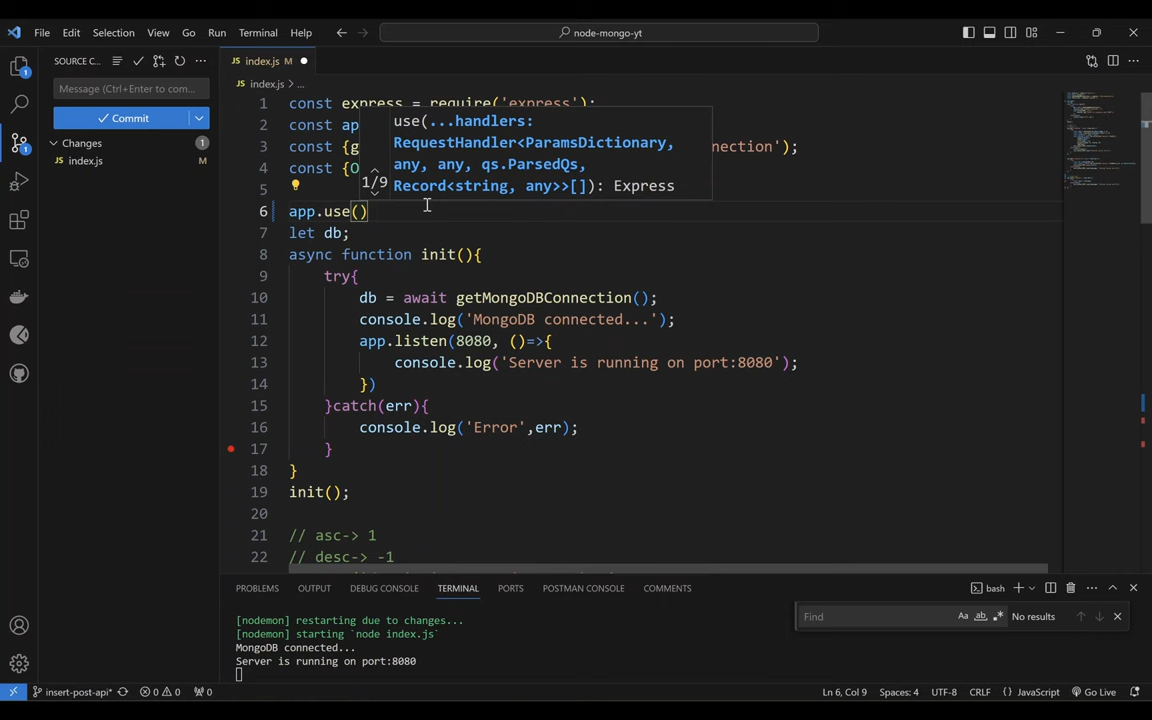 File Edit Selection View Go Run Terminal Help
node-mongo-yt
SOURCE C...
index.js M
Message (Ctrl+Enter to com...
Commit
Changes 1
index.js M
index.js > ...
1 const express = require('express');
2 const ap
3 const {g nection');
4 const {O
5
6 app.use()
7 let db;
8 async function init(){
9 try{
10 db = await getMongoDBConnection();
11 console.log('MongoDB connected...');
12 app.listen(8080, ()=>{
13 console.log('Server is running on port:8080');
14 })
15 }catch(err){
16 console.log('Error',err);
17 }
18 }
19 init();
20
21 // asc-> 1
22 // desc-> -1
use(...handlers:
RequestHandler<ParamsDictionary,
any, any, qs.ParsedQs,
1/9 Record<string, any>>[]): Express
PROBLEMS OUTPUT DEBUG CONSOLE TERMINAL PORTS POSTMAN CONSOLE COMMENTS
bash
Find Aa ab No results
[nodemon] restarting due to changes...
[nodemon] starting `node index.js`
MongoDB connected...
Server is running on port:8080
insert-post-api* 0 0 0 Ln 6, Col 9 Spaces: 4 UTF-8 CRLF JavaScript Go Live